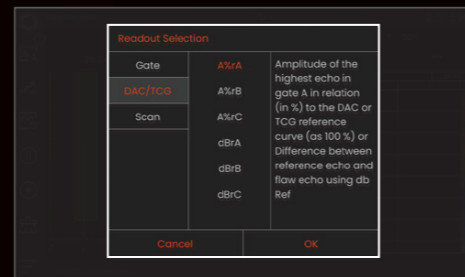 Readout Selection
Gate
DAC/TCG
Scan
A%rA
A%rB
A%rC
dBrA
dBrB
dBrC
Amplitude of the
highest echo in
gate A in relation
(in %) to the DAC or
TCG reference
curve (as 100 %) or
Difference between
reference echo and
flaw echo using db
Ref
Cancel
OK